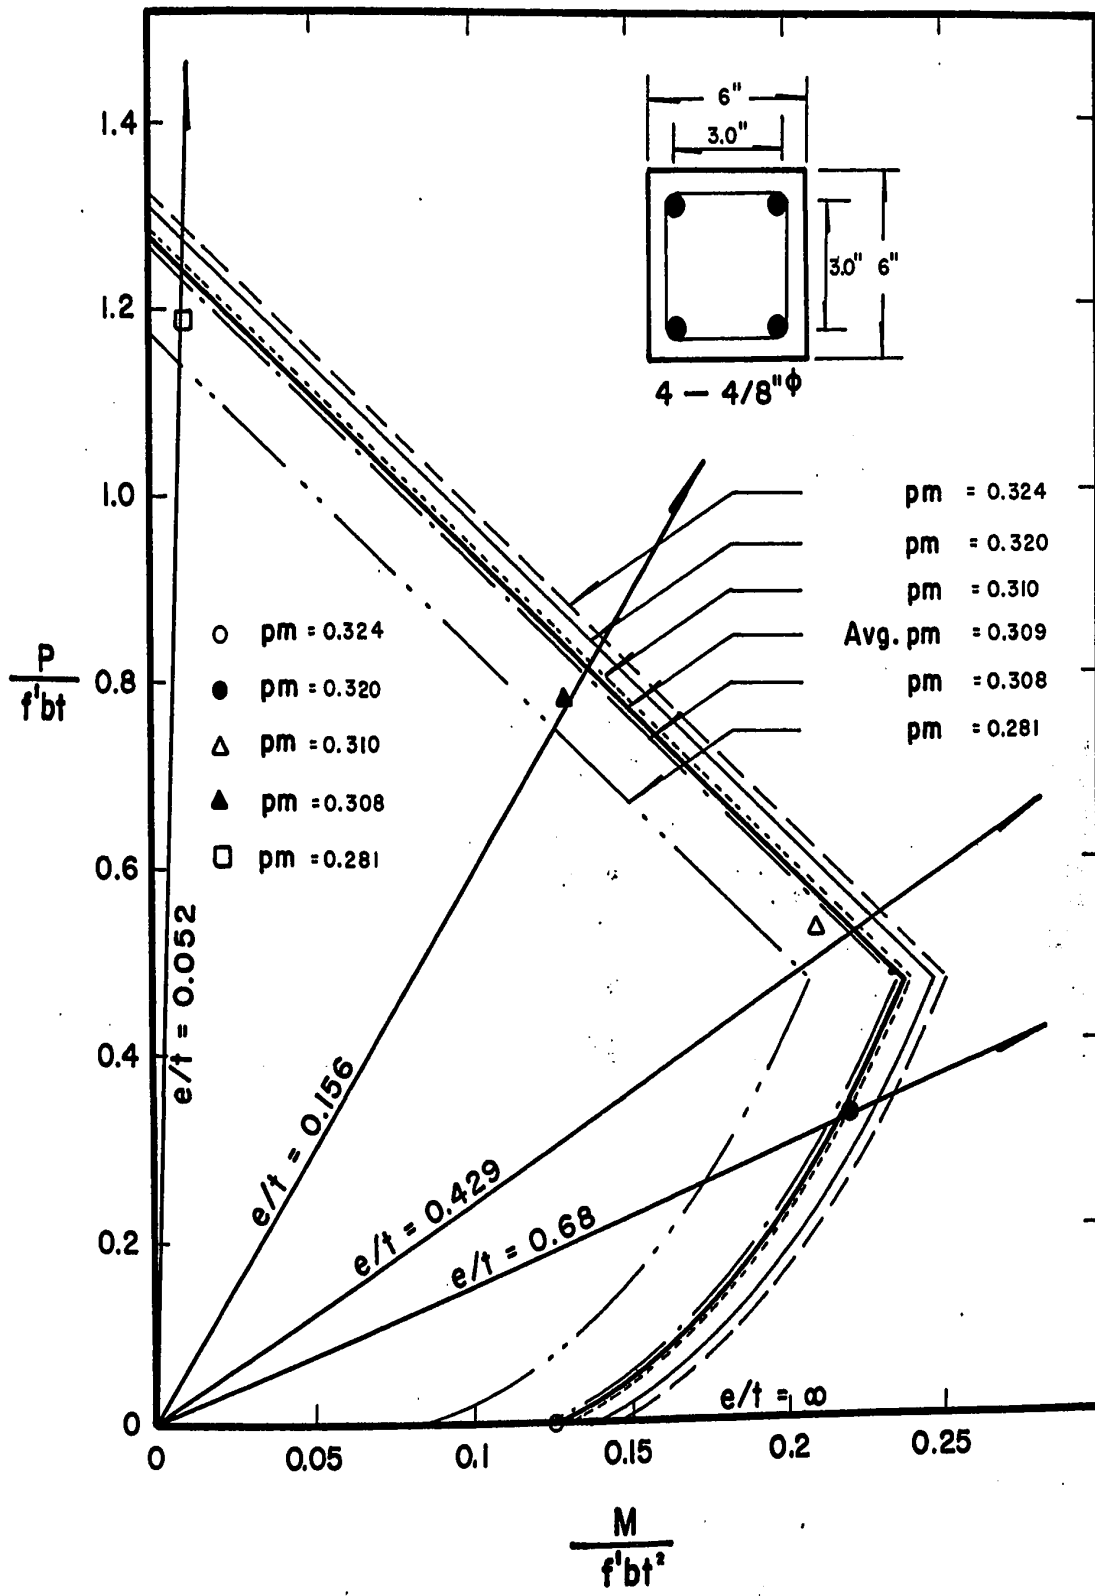 1.4
1.2
1.0
0.8
0.6
0.4
0.2
0
P
f'bt
6"
3.0"
3.0" 6"
4 - 4/8"ϕ
pm = 0.324
pm = 0.320
pm = 0.310
Avg. pm = 0.309
pm = 0.308
pm = 0.281
pm = 0.324
pm = 0.320
pm = 0.310
pm = 0.308
pm = 0.281
e/t = 0.052
e/t = 0.156
e/t = 0.429
e/t = 0.68
e/t = ∞
0 0.05 0.1 0.15 0.2 0.25
M
f'bt²